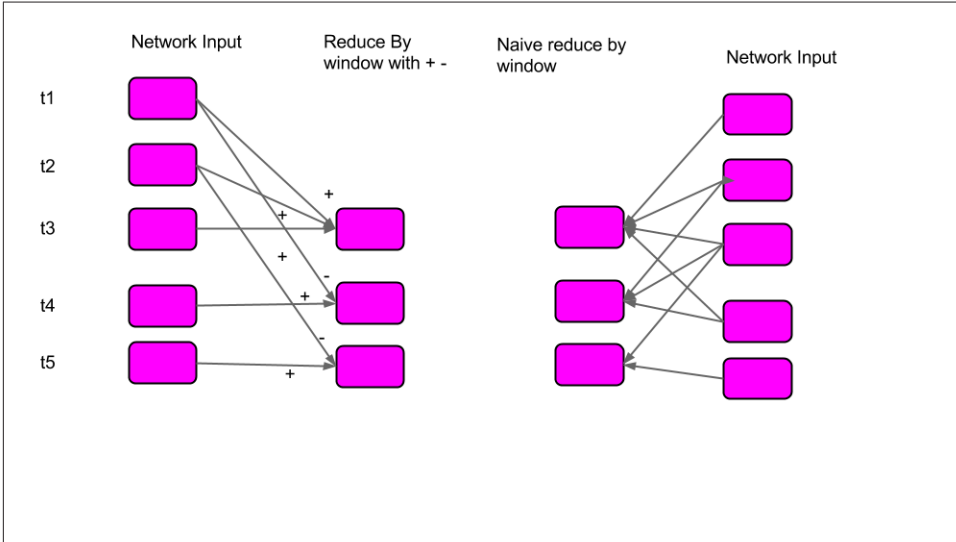 Network Input
Reduce By
window with + -
Naive reduce by
window
Network Input
t1
t2
+
+
t3
+
-
t4
+
-
t5
+